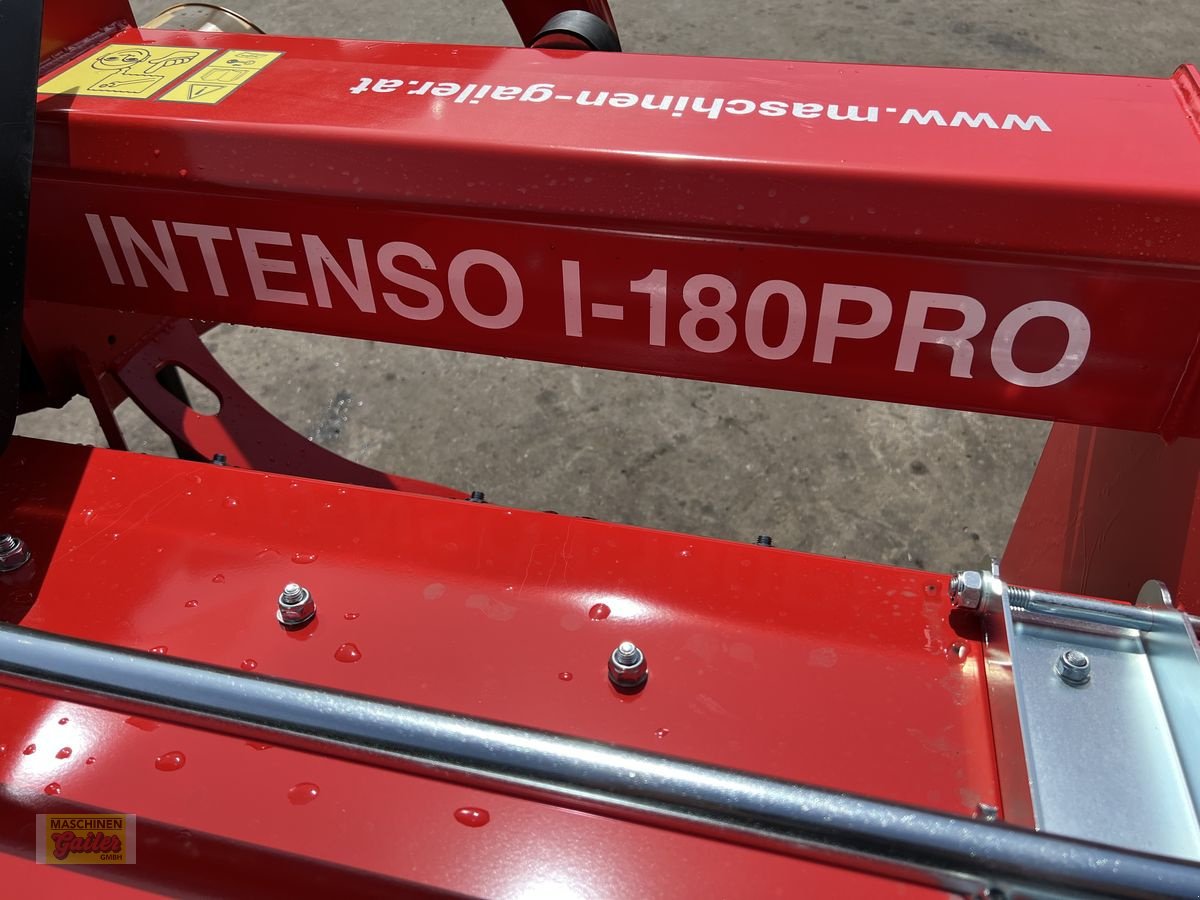 www.maschinen-gailer.at
INTENSO I-180PRO
MASCHINEN
Gailer
GMBH